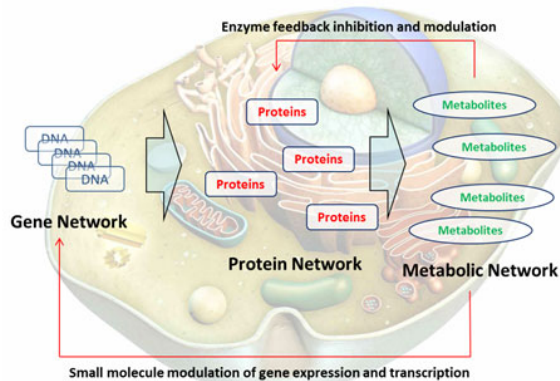 Enzyme feedback inhibition and modulation
Proteins
Metabolites
DNA
DNA
DNA
DNA
Proteins
Metabolites
Proteins
Metabolites
Proteins
Metabolites
Gene Network
Protein Network
Metabolic Network
Small molecule modulation of gene expression and transcription